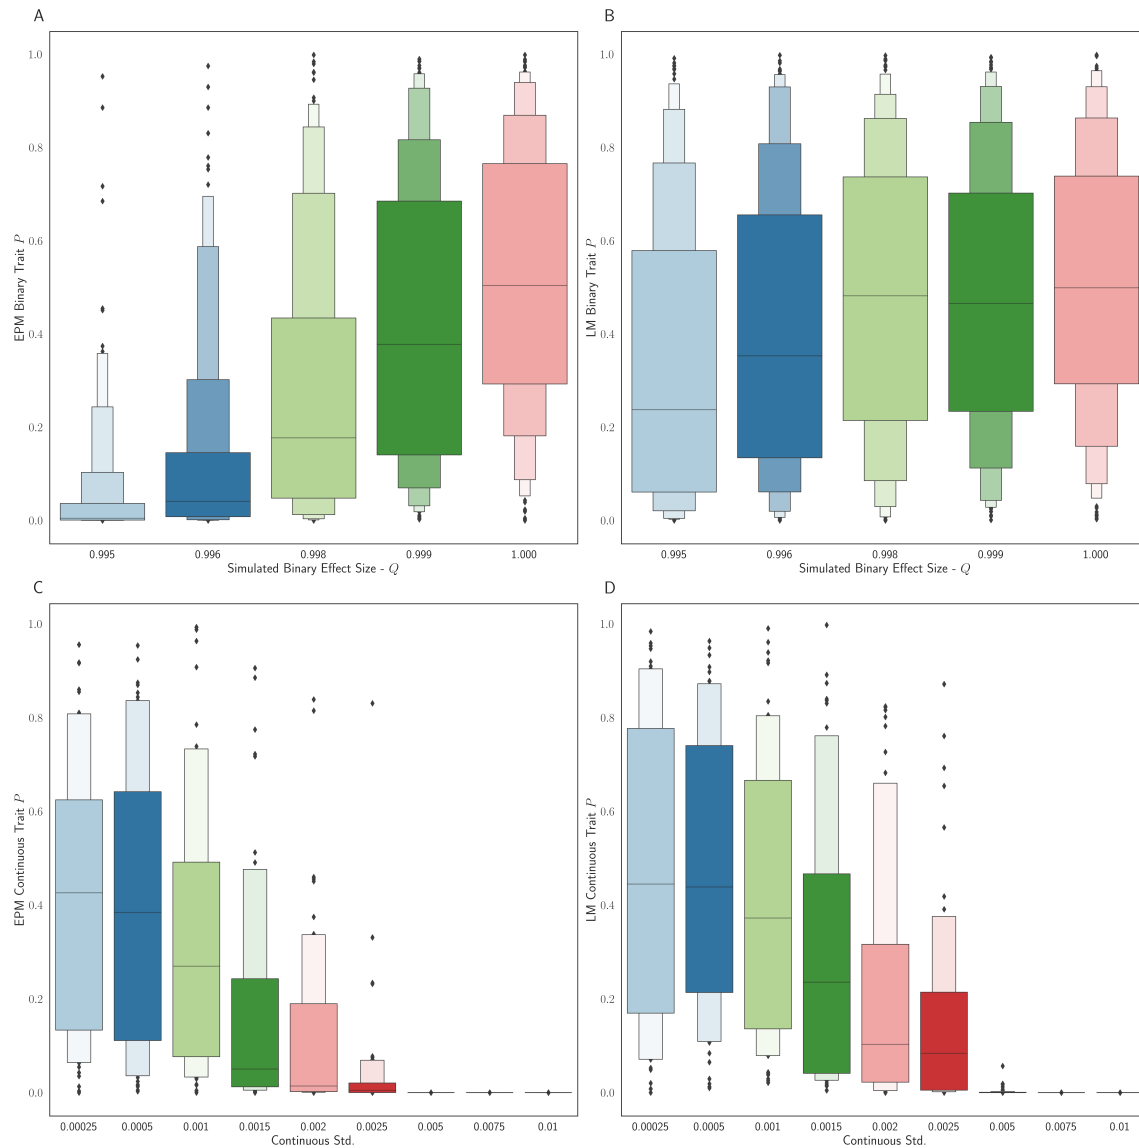 A
EPM Binary Trait P
1.0
0.8
0.6
0.4
0.2
0.0
0.995 0.996 0.998 0.999 1.000
Simulated Binary Effect Size - Q
B
LM Binary Trait P
1.0
0.8
0.6
0.4
0.2
0.0
0.995 0.996 0.998 0.999 1.000
Simulated Binary Effect Size - Q
C
EPM Continuous Trait P
1.0
0.8
0.6
0.4
0.2
0.0
0.00025 0.0005 0.001 0.0015 0.002 0.0025 0.005 0.0075 0.01
Continuous Std.
D
LM Continuous Trait P
1.0
0.8
0.6
0.4
0.2
0.0
0.00025 0.0005 0.001 0.0015 0.002 0.0025 0.005 0.0075 0.01
Continuous Std.